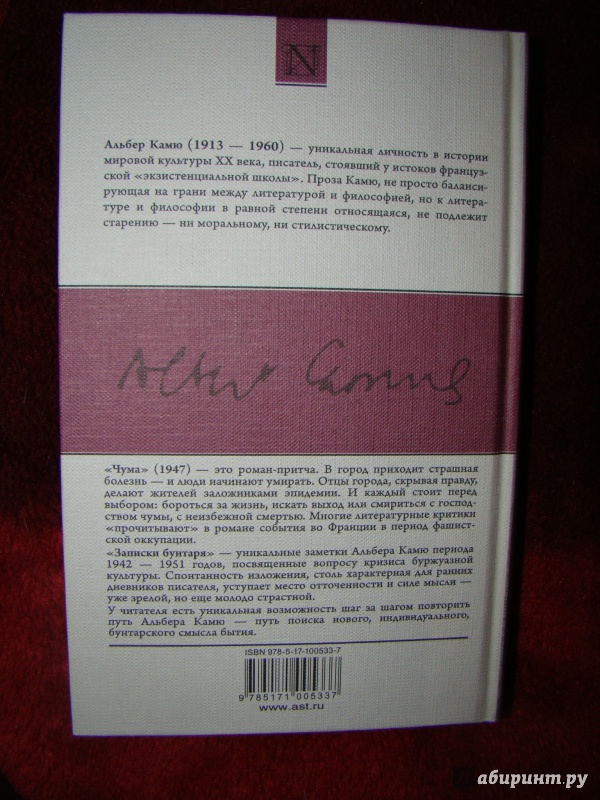 N
Альбер Камю (1913 — 1960) — уникальная личность в истории
мировой культуры XX века, писатель, стоявший у истоков француз-
ской «экзистенциальной школы». Проза Камю, не просто баланси-
рующая на грани между литературой и философией, но к литера-
туре и философии в равной степени относящаяся, не подлежит
старению — ни моральному, ни стилистическому.
Albert Camus
«Чума» (1947) — это роман-притча. В город приходит страшная
болезнь — и люди начинают умирать. Отцы города, скрывая правду,
делают жителей заложниками эпидемии. И каждый стоит перед
выбором: бороться за жизнь, искать выход или смириться с господ-
ством чумы, с неизбежной смертью. Многие литературные критики
«прочитывают» в романе события во Франции в период фашист-
ской оккупации.
«Записки бунтаря» — уникальные заметки Альбера Камю периода
1942 — 1951 годов, посвященные вопросу кризиса буржуазной
культуры. Спонтанность изложения, столь характерная для ранних
дневников писателя, уступает место отточенности и силе мысли —
уже зрелой, но еще молодо страстной.
У читателя есть уникальная возможность шаг за шагом повторить
путь Альбера Камю — путь поиска нового, индивидуального,
бунтарского смысла бытия.
ISBN 978-5-17-100533-7
9 785171 005337
www.ast.ru
лабиринт.ру